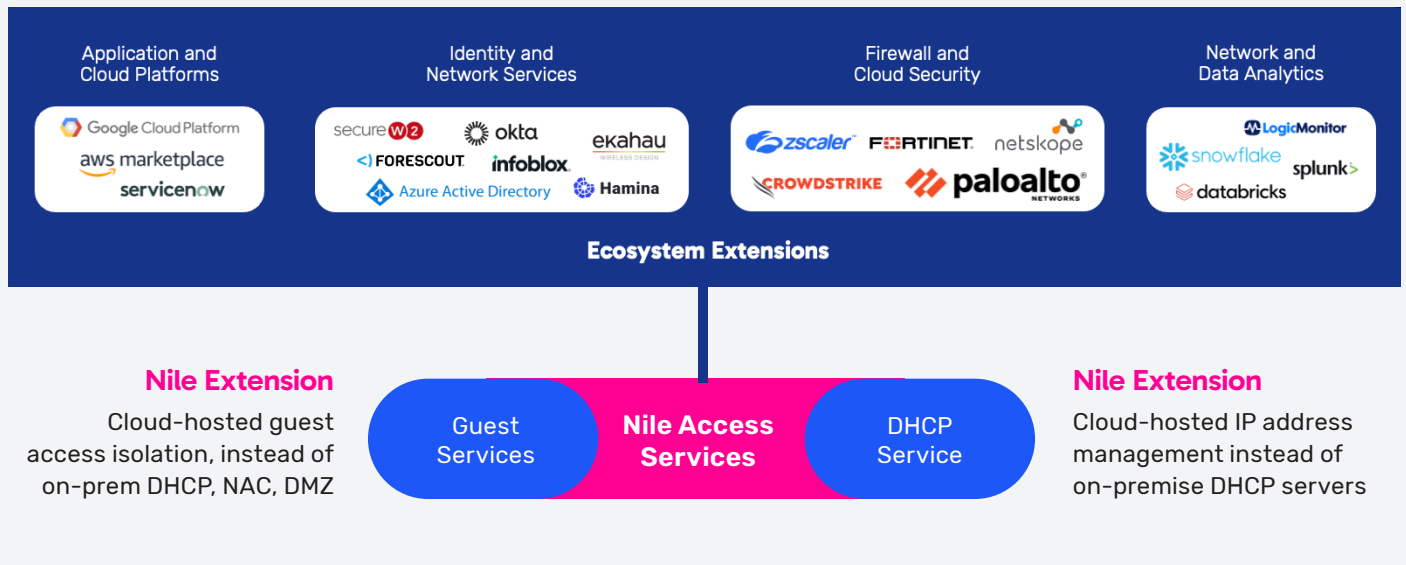 Application and
Cloud Platforms
Google Cloud Platform
aws marketplace
servicenow
Identity and
Network Services
secure W2
okta
ekahau
WIRELESS DESIGN
<) FORESCOUT.
infoblox.
Azure Active Directory
Hamina
Firewall and
Cloud Security
zscaler™
FORTINET.
netskope
CROWDSTRIKE
paloalto®
NETWORKS
Network and
Data Analytics
LogicMonitor
snowflake
splunk>
databricks
Ecosystem Extensions
Nile Extension
Cloud-hosted guest
access isolation, instead of
on-prem DHCP, NAC, DMZ
Guest
Services
Nile Access
Services
DHCP
Service
Nile Extension
Cloud-hosted IP address
management instead of
on-premise DHCP servers